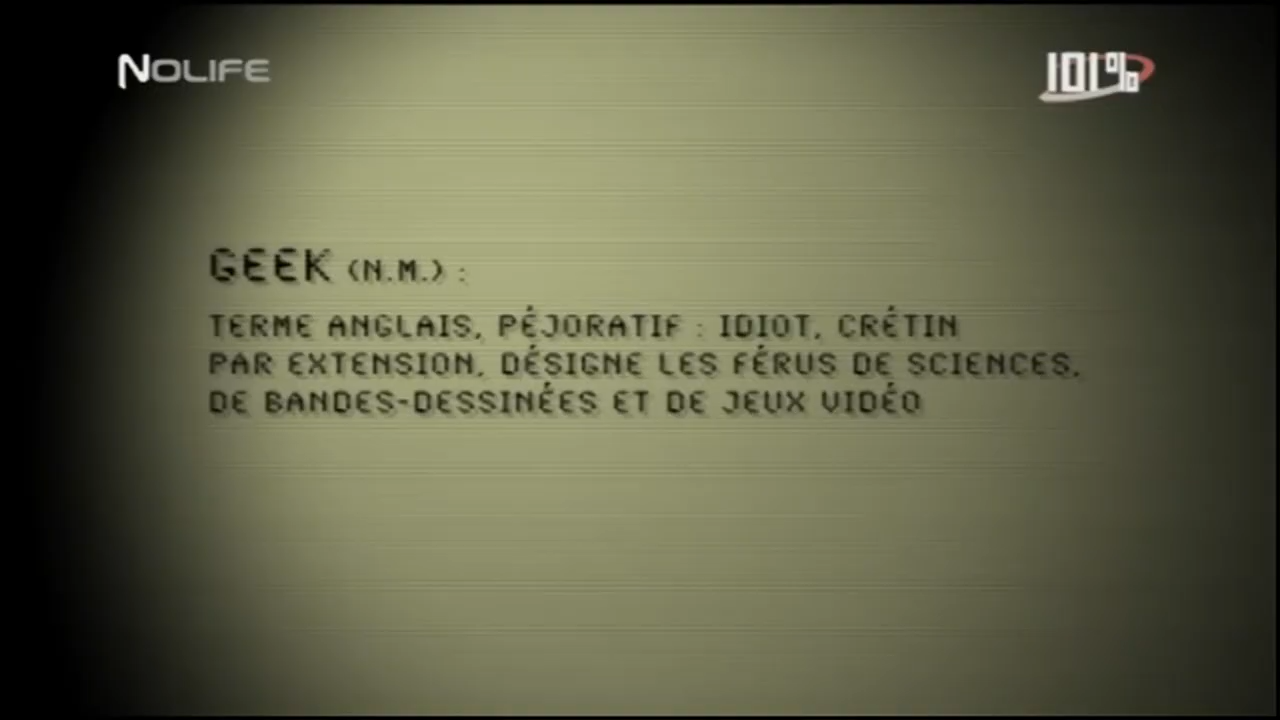 NOLIFE
101%
GEEK (N.M.) :
TERME ANGLAIS, PÉJORATIF : IDIOT, CRÉTIN
PAR EXTENSION, DÉSIGNE LES FÉRUS DE SCIENCES,
DE BANDES-DESSINÉES ET DE JEUX VIDÉO